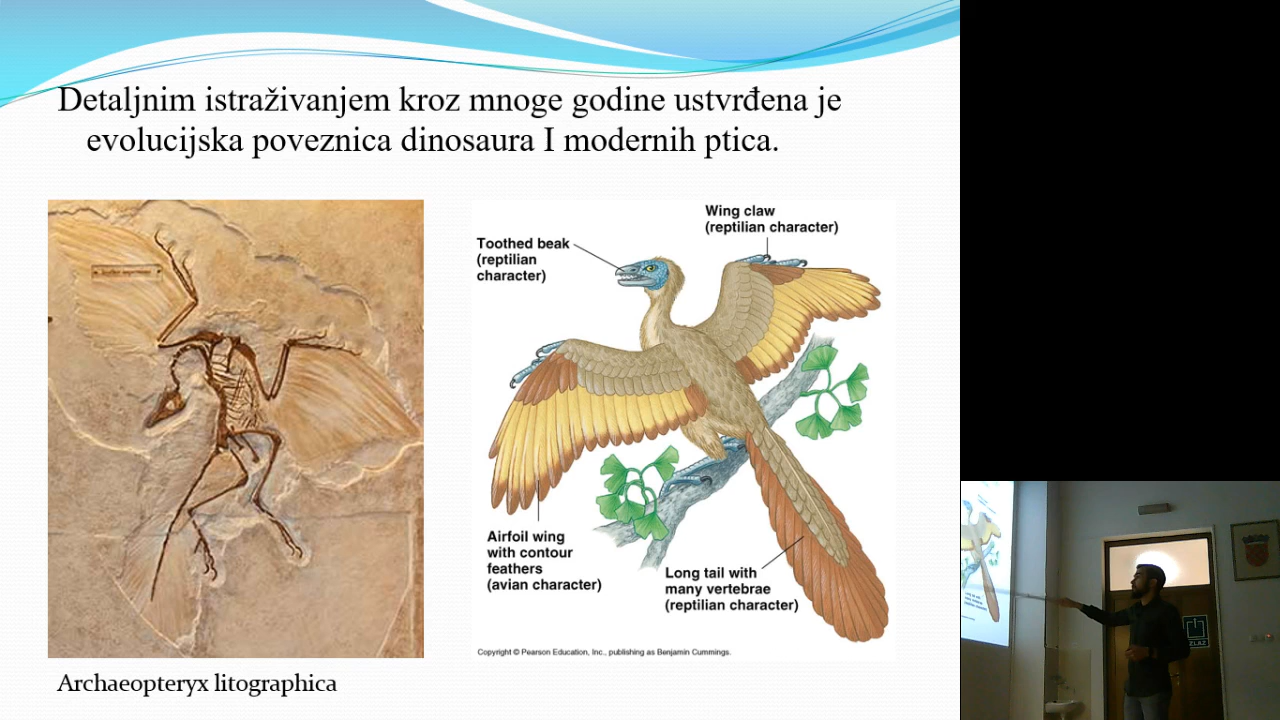 Detaljnim istraživanjem kroz mnoge godine ustvrđena je
evolucijska poveznica dinosaura I modernih ptica.
Wing claw
(reptilian character)
Toothed beak
(reptilian
character)
Airfoil wing
with contour
feathers
(avian character)
Long tail with
many vertebrae
(reptilian character)
Copyright © Pearson Education, Inc., publishing as Benjamin Cummings.
Archaeopteryx litographica
IZLAZ